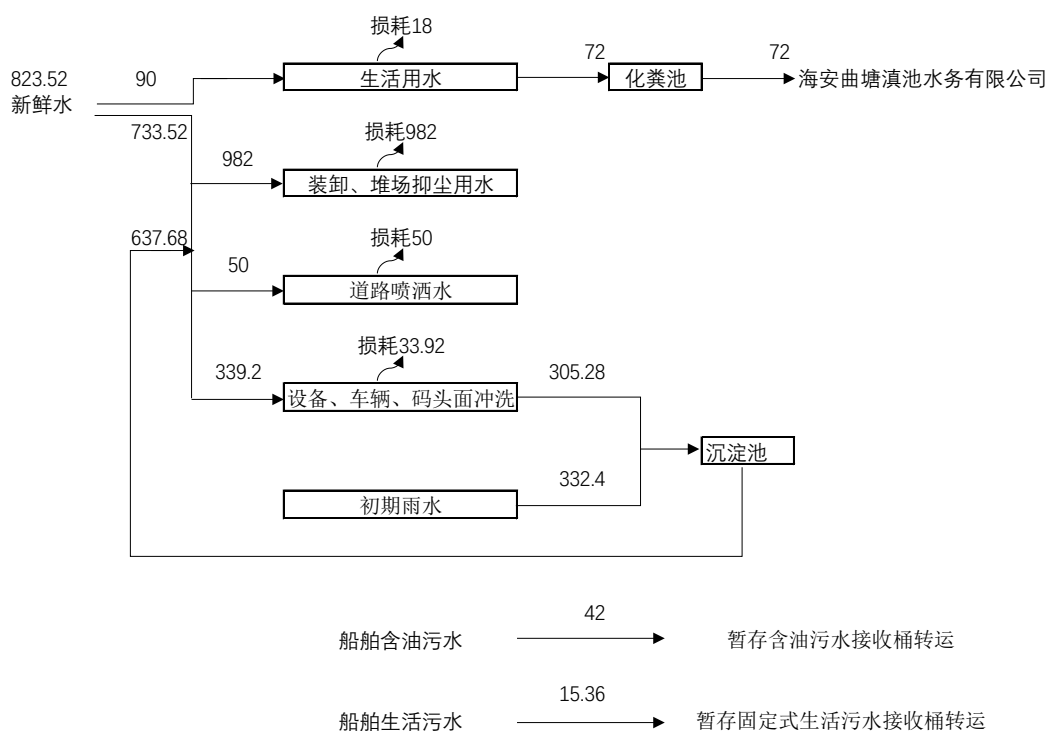 损耗18
823.52
新鲜水
90
生活用水
72
化粪池
72
海安曲塘滇池水务有限公司
733.52
损耗982
982
装卸、堆场抑尘用水
637.68
损耗50
50
道路喷洒水
损耗33.92
339.2
设备、车辆、码头面冲洗
305.28
沉淀池
332.4
初期雨水
42
船舶含油污水
暂存含油污水接收桶转运
15.36
船舶生活污水
暂存固定式生活污水接收桶转运